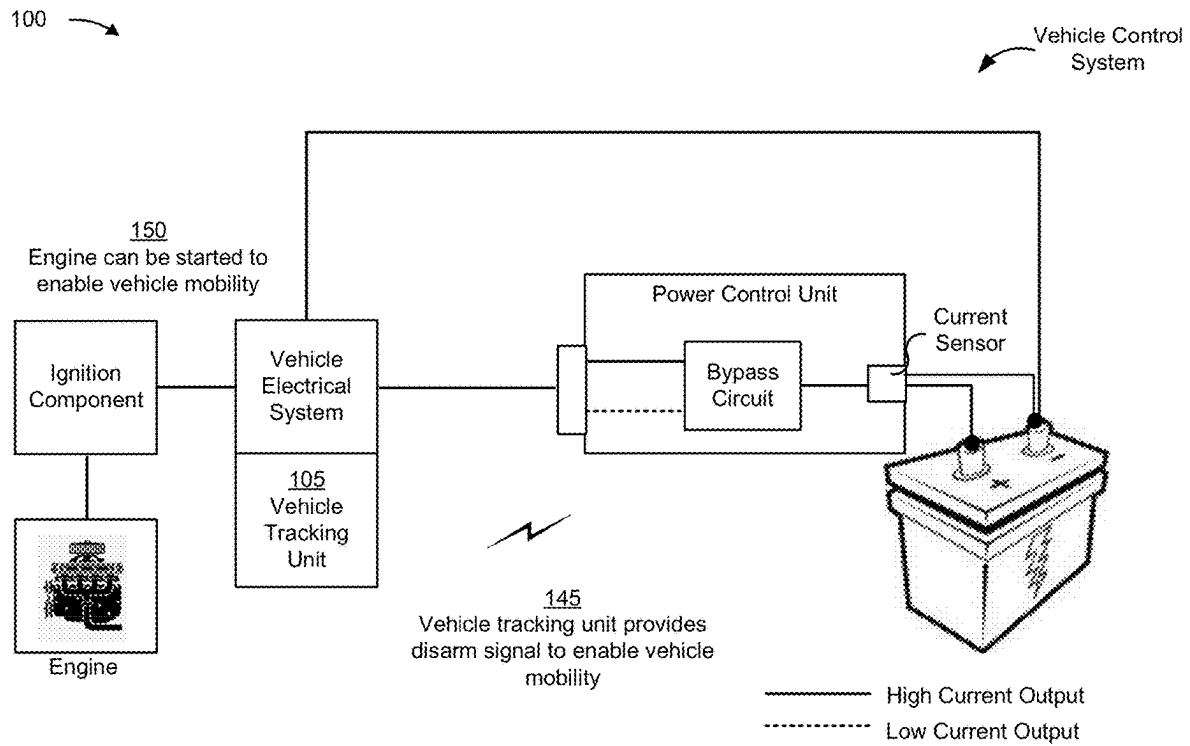 100
Vehicle Control
System
150
Engine can be started to
enable vehicle mobility
Power Control Unit
Current
Sensor
Ignition
Component
Vehicle
Electrical
System
Bypass
Circuit
105
Vehicle
Tracking
Unit
Engine
145
Vehicle tracking unit provides
disarm signal to enable vehicle
mobility
High Current Output
Low Current Output